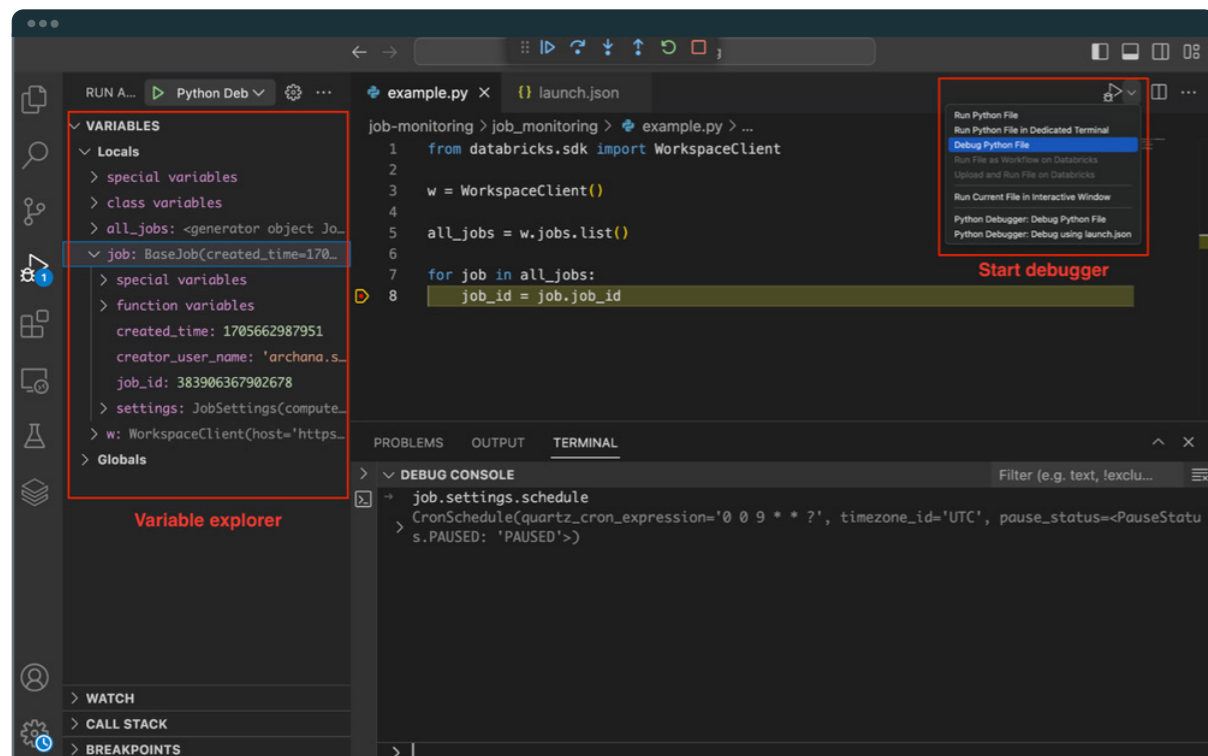 RUN A... Python Deb
example.py
launch.json
VARIABLES
Locals
special variables
class variables
all_jobs: <generator object Jo…
job: BaseJob(created_time=170…
special variables
function variables
created_time: 1705662987951
creator_user_name: 'archana.s…
job_id: 383906367902678
settings: JobSettings(compute…
w: WorkspaceClient(host='https…
Globals
Variable explorer
WATCH
CALL STACK
BREAKPOINTS
1
job-monitoring > job_monitoring > example.py > ...
1 from databricks.sdk import WorkspaceClient
2
3 w = WorkspaceClient()
4
5 all_jobs = w.jobs.list()
6
7 for job in all_jobs:
8 job_id = job.job_id
Run Python File
Run Python File in Dedicated Terminal
Debug Python File
Run File as Workflow on Databricks
Upload and Run File on Databricks
Run Current File in Interactive Window
Python Debugger: Debug Python File
Python Debugger: Debug using launch.json
Start debugger
PROBLEMS OUTPUT TERMINAL
DEBUG CONSOLE
Filter (e.g. text, !exclu...
job.settings.schedule
CronSchedule(quartz_cron_expression='0 0 9 * * ?', timezone_id='UTC', pause_status=<PauseStatu
s.PAUSED: 'PAUSED'>)